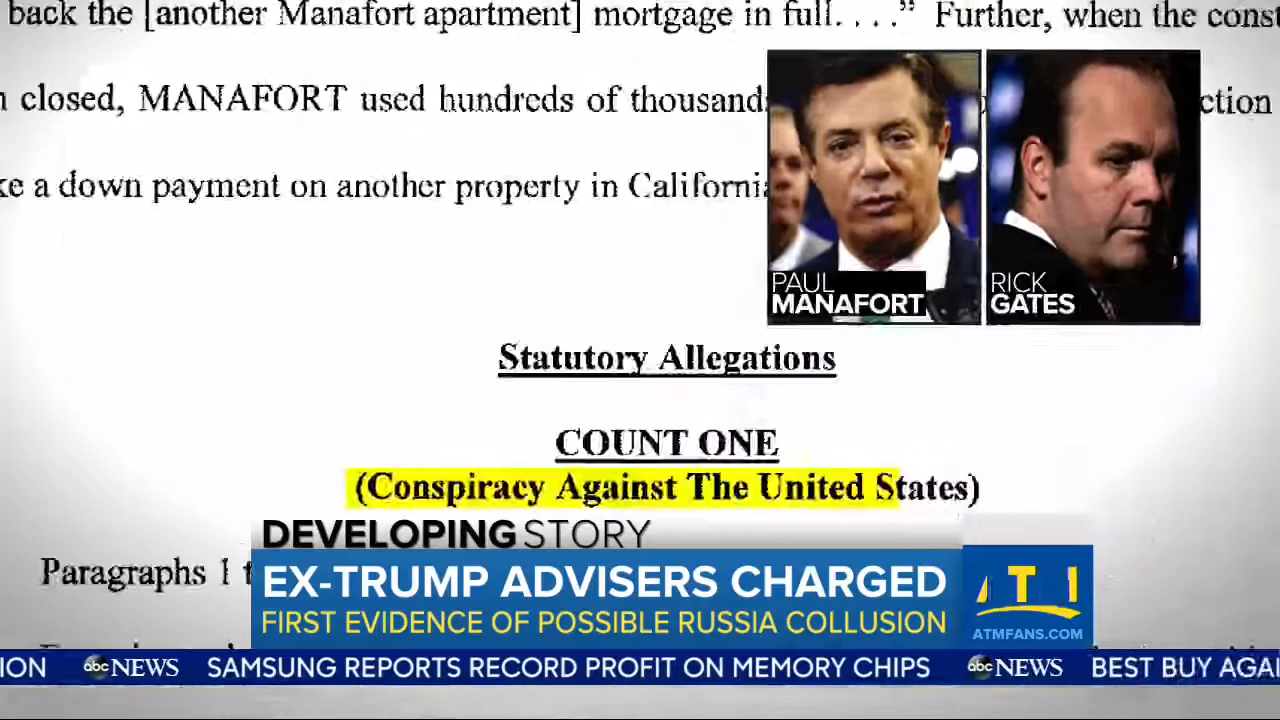 back the [another Manafort apartment] mortgage in full. . . .” Further, when the const
closed, MANAFORT used hundreds of thousand
ction
a down payment on another property in California
PAUL
MANAFORT
RICK
GATES
Statutory Allegations
COUNT ONE
(Conspiracy Against The United States)
Paragraphs 1
DEVELOPING STORY
EX-TRUMP ADVISERS CHARGED
FIRST EVIDENCE OF POSSIBLE RUSSIA COLLUSION
ATMFANS.COM
ION abc NEWS SAMSUNG REPORTS RECORD PROFIT ON MEMORY CHIPS abc NEWS BEST BUY AGAI